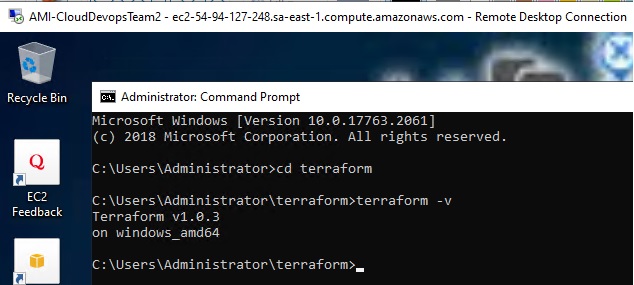 AMI-CloudDevopsTeam2 - ec2-54-94-127-248.sa-east-1.compute.amazonaws.com - Remote Desktop Connection
Recycle Bin
EC2
Feedback
Administrator: Command Prompt
Microsoft Windows [Version 10.0.17763.2061]
(c) 2018 Microsoft Corporation. All rights reserved.
C:\Users\Administrator>cd terraform
C:\Users\Administrator\terraform>terraform -v
Terraform v1.0.3
on windows_amd64
C:\Users\Administrator\terraform>